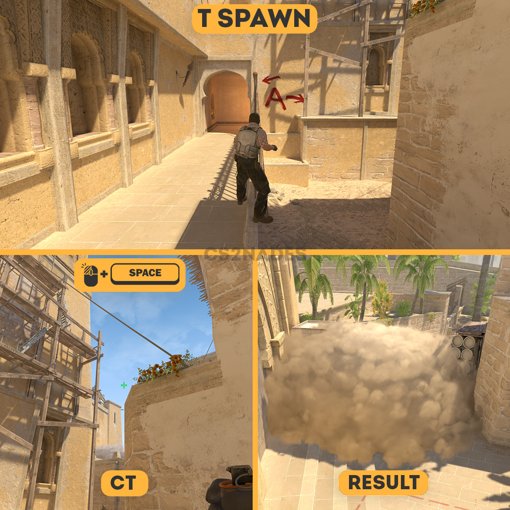 T SPAWN
A
CS2NADES
+ SPACE
CT
RESULT